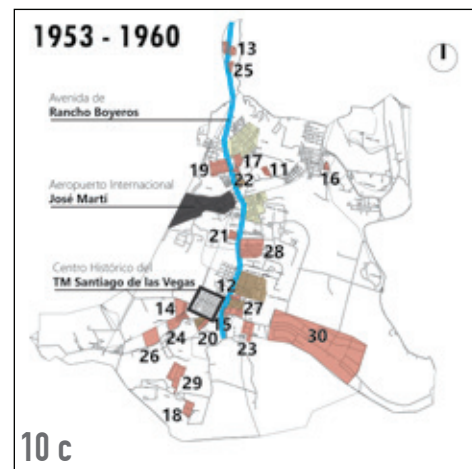 1953 - 1960
13
25
Avenida de
Rancho Boyeros
17
19
22
11
16
Aeropuerto Internacional
José Martí
21
28
Centro Histórico del
TM Santiago de las Vegas
12
14
27
15
30
24
20
23
26
29
18
10 c